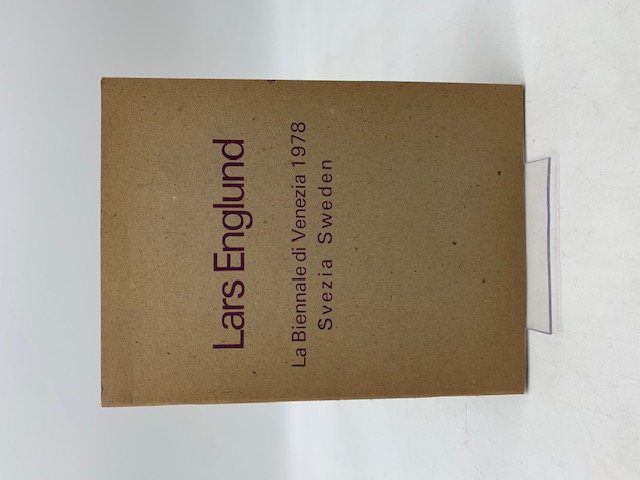 Lars Englund
La Biennale di Venezia 1978
Svezia Sweden